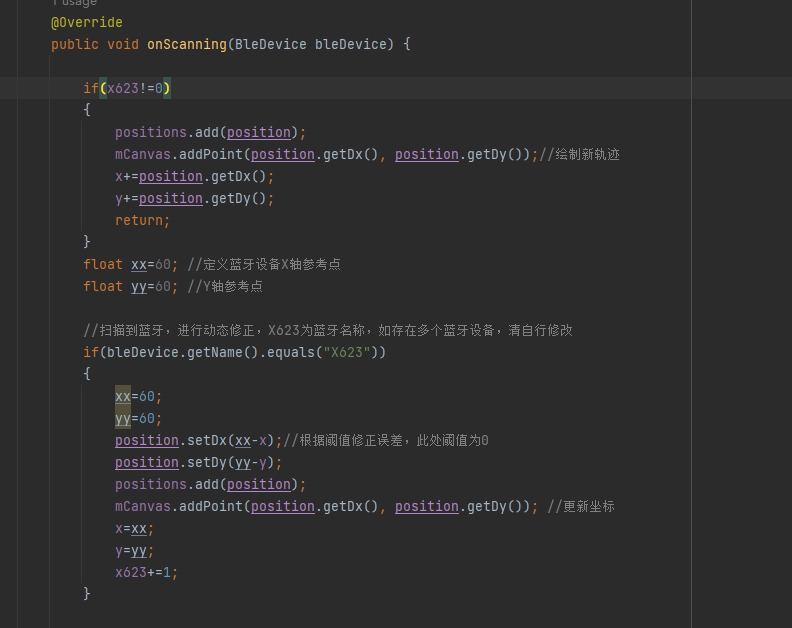 1 usage
@Override
public void onScanning(BleDevice bleDevice) {
if(x623!=0)
{
positions.add(position);
mCanvas.addPoint(position.getDx(), position.getDy());//绘制新轨迹
x+=position.getDx();
y+=position.getDy();
return;
}
float xx=60; //定义蓝牙设备X轴参考点
float yy=60; //Y轴参考点
//扫描到蓝牙，进行动态修正，X623为蓝牙名称，如存在多个蓝牙设备，清自行修改
if(bleDevice.getName().equals("X623"))
{
xx=60;
yy=60;
position.setDx(xx-x);//根据阈值修正误差，此处阈值为0
position.setDy(yy-y);
positions.add(position);
mCanvas.addPoint(position.getDx(), position.getDy()); //更新坐标
x=xx;
y=yy;
x623+=1;
}